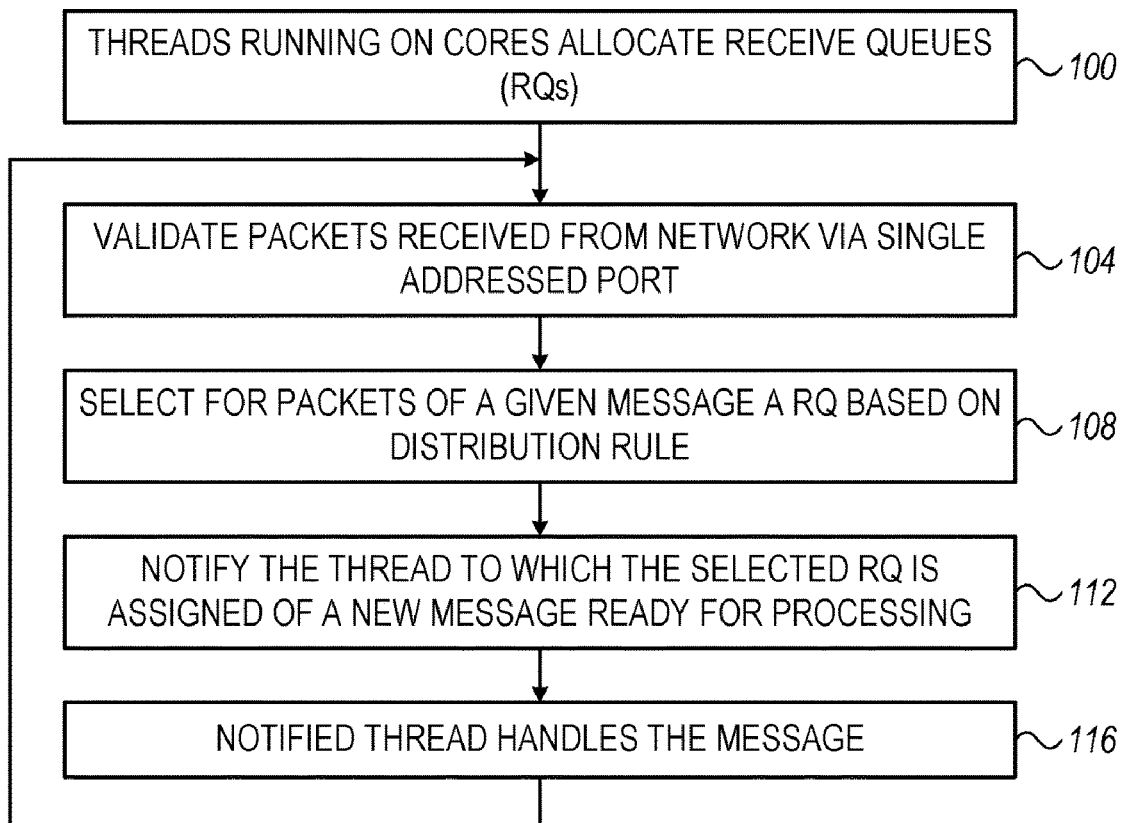 THREADS RUNNING ON CORES ALLOCATE RECEIVE QUEUES
(RQs)
100
VALIDATE PACKETS RECEIVED FROM NETWORK VIA SINGLE
ADDRESSED PORT
104
SELECT FOR PACKETS OF A GIVEN MESSAGE A RQ BASED ON
DISTRIBUTION RULE
108
NOTIFY THE THREAD TO WHICH THE SELECTED RQ IS
ASSIGNED OF A NEW MESSAGE READY FOR PROCESSING
112
NOTIFIED THREAD HANDLES THE MESSAGE
116